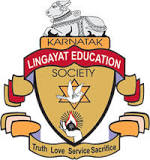 KARNATAK
LINGAYAT EDUCATION
SOCIETY
Truth Love Service Sacrifice